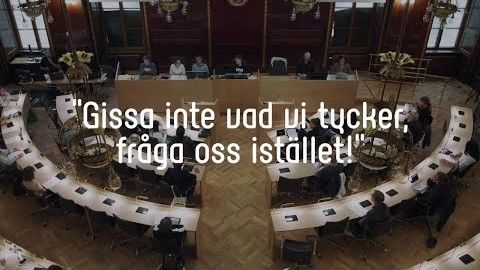 "Gissa inte vad vi tycker,
fråga oss istället!"